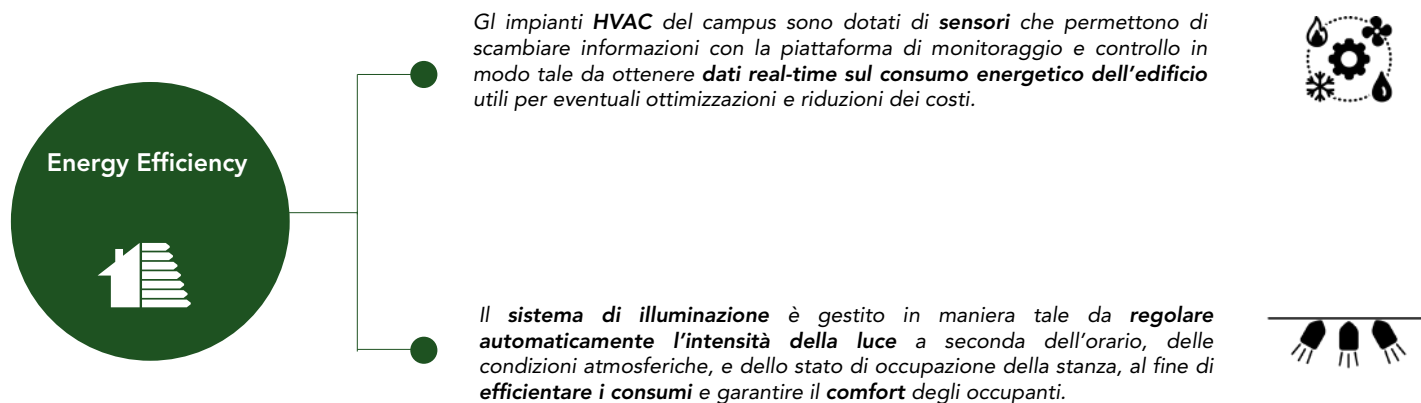 Energy Efficiency
Gl impianti HVAC del campus sono dotati di sensori che permettono di
scambiare informazioni con la piattaforma di monitoraggio e controllo in
modo tale da ottenere dati real-time sul consumo energetico dell’edificio
utili per eventuali ottimizzazioni e riduzioni dei costi.
Il sistema di illuminazione è gestito in maniera tale da regolare
automaticamente l’intensità della luce a seconda dell’orario, delle
condizioni atmosferiche, e dello stato di occupazione della stanza, al fine di
efficientare i consumi e garantire il comfort degli occupanti.